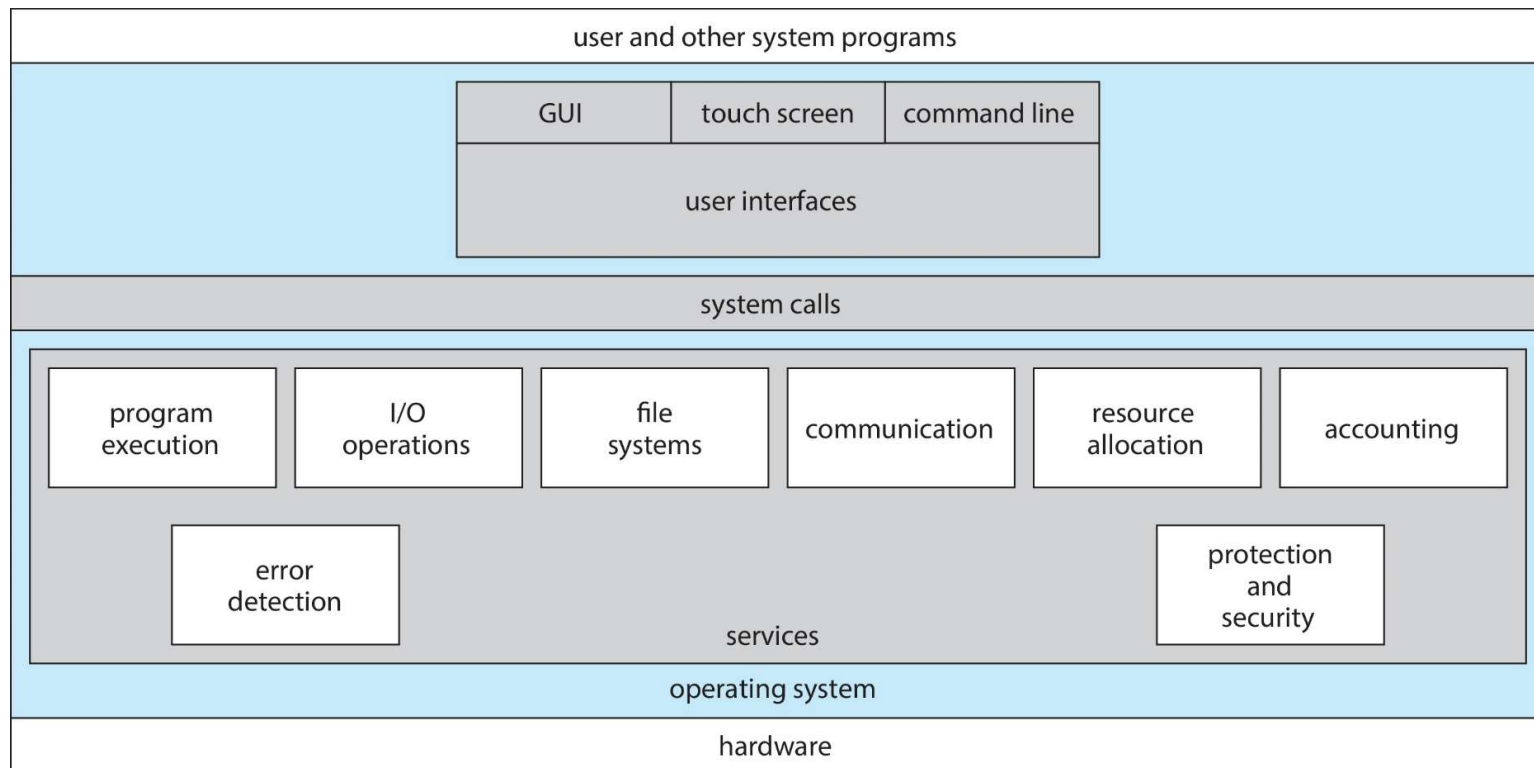 user and other system programs
GUI
touch screen
command line
user interfaces
system calls
program
execution
I/O
operations
file
systems
communication
resource
allocation
accounting
error
detection
protection
and
security
services
operating system
hardware